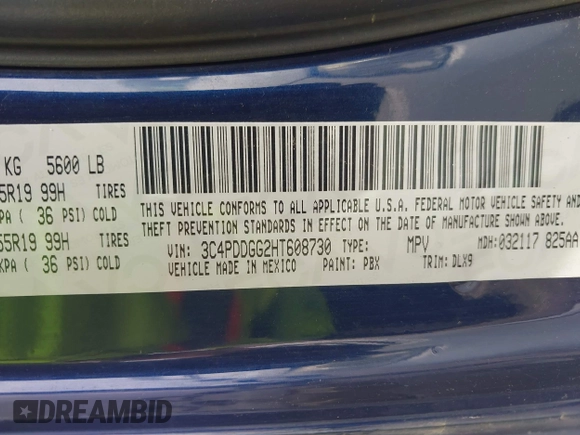 KG 5600 LB
5R19 99H TIRES
PA ( 36 PSI) COLD
55R19 99H TIRES
KPA ( 36 PSI) COLD
THIS VEHICLE CONFORMS TO ALL APPLICABLE U.S.A. FEDERAL MOTOR VEHICLE SAFETY AND
THEFT PREVENTION STANDARDS IN EFFECT ON THE DATE OF MANUFACTURE SHOWN ABOVE.
VIN: 3C4PDDGG2HT608730 TYPE: MPV MDH: 032117 825AA
VEHICLE MADE IN MEXICO PAINT: PBX TRIM: DLX9
DREAMBID